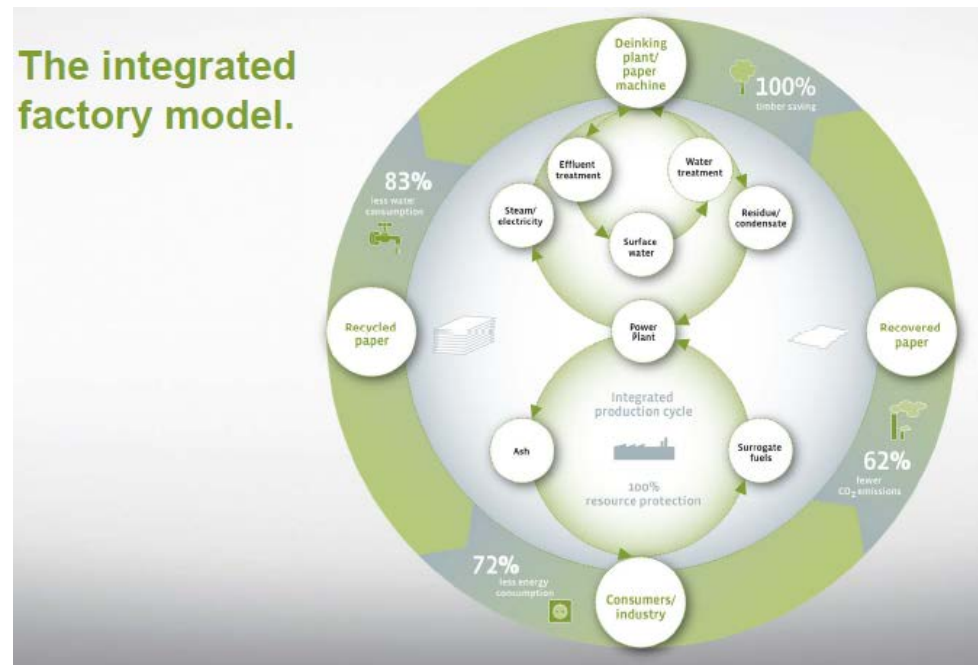 The integrated
factory model.
Deinking
plant/
paper
machine
100%
timber saving
Effluent
treatment
Water
treatment
83%
less water
consumption
Steam/
electricity
Residue/
condensate
Surface
water
Recycled
paper
Power
Plant
Recovered
paper
Integrated
production cycle
Ash
Surrogate
fuels
62%
fewer
CO₂ emissions
100%
resource protection
72%
less energy
consumption
Consumers/
industry